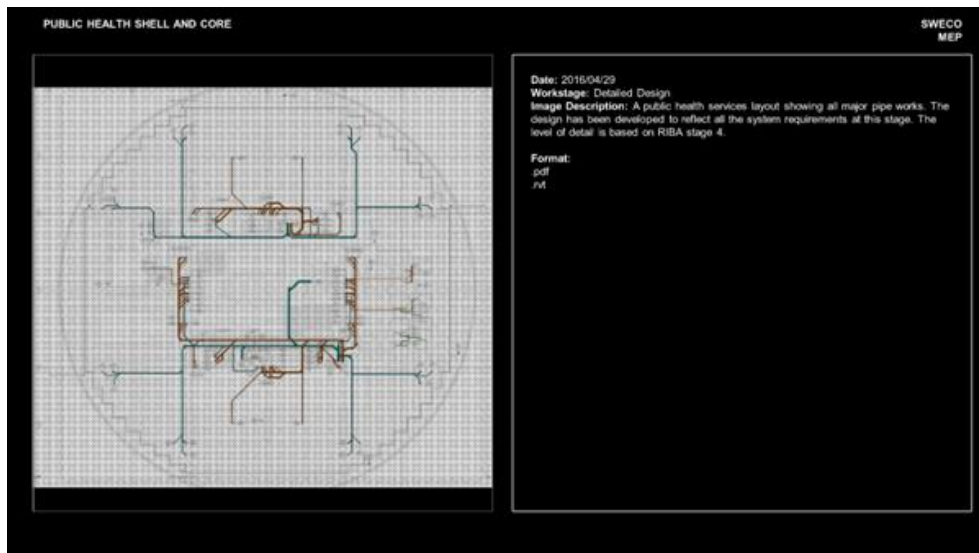 PUBLIC HEALTH SHELL AND CORE
SWECO
MEP
Date: 2016/04/29
Workstage: Detailed Design
Image Description: A public health services layout showing all major pipe works. The
design has been developed to reflect all the system requirements at this stage. The
level of detail is based on RIBA stage 4.
Format:
.pdf
.rvt